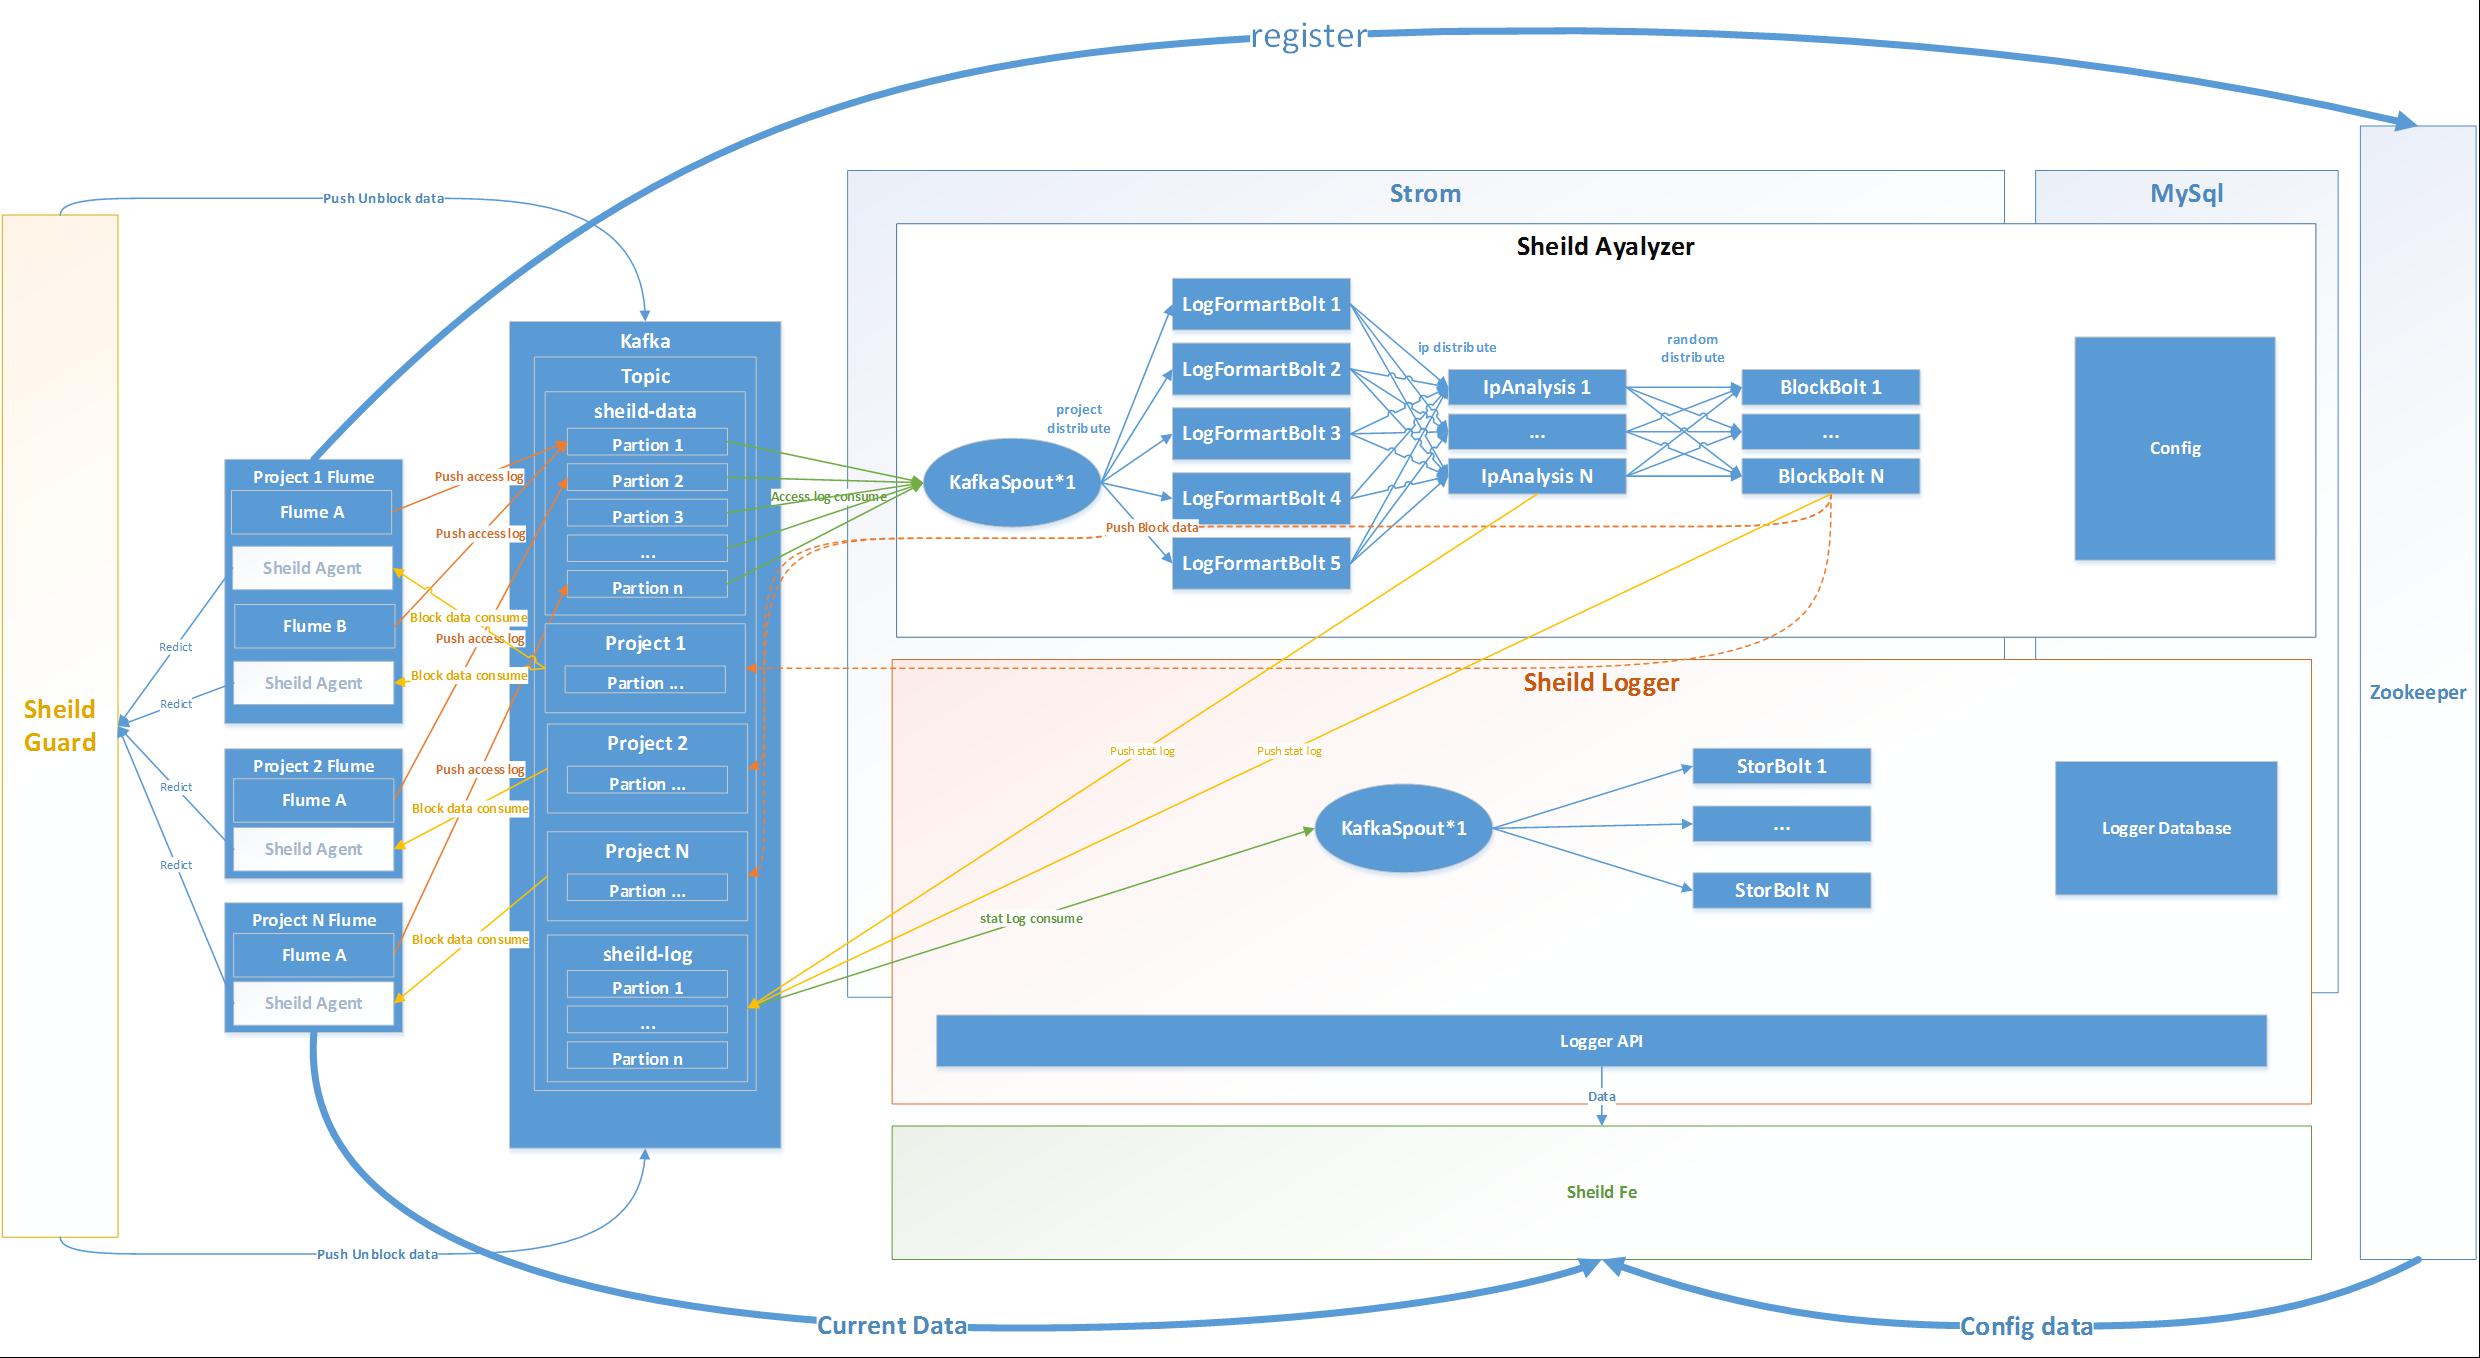 register
Push Unblock data
Strom
MySql
Sheild Ayalyzer
Sheild
Guard
Project 1 Flume
Flume A
Sheild Agent
Flume B
Sheild Agent
Project 2 Flume
Flume A
Sheild Agent
Project N Flume
Flume A
Sheild Agent
Redict
Redict
Redict
Redict
Push access log
Push access log
Block data consume
Push access log
Block data consume
Push access log
Block data consume
Block data consume
Kafka
Topic
sheild-data
Partion 1
Partion 2
Partion 3
...
Partion n
Project 1
Partion ...
Project 2
Partion ...
Project N
Partion ...
sheild-log
Partion 1
...
Partion n
Access log consume
KafkaSpout*1
project
distribute
LogFormartBolt 1
LogFormartBolt 2
LogFormartBolt 3
LogFormartBolt 4
LogFormartBolt 5
Push Block data
ip distribute
IpAnalysis 1
...
IpAnalysis N
random
distribute
BlockBolt 1
...
BlockBolt N
Config
Zookeeper
Sheild Logger
Push stat log
Push stat log
stat Log consume
KafkaSpout*1
StorBolt 1
...
StorBolt N
Logger Database
Logger API
Data
Sheild Fe
Push Unblock data
Current Data
Config data